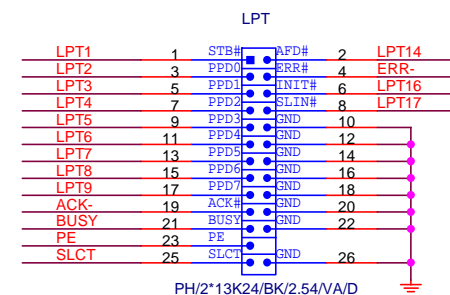 LPT
LPT1 1 STB# AFD# 2 LPT14
LPT2 3 PPD0 ERR# 4 ERR-
LPT3 5 PPD1 INIT# 6 LPT16
LPT4 7 PPD2 SLIN# 8 LPT17
LPT5 9 PPD3 GND 10
LPT6 11 PPD4 GND 12
LPT7 13 PPD5 GND 14
LPT8 15 PPD6 GND 16
LPT9 17 PPD7 GND 18
ACK- 19 ACK# GND 20
BUSY 21 BUSY GND 22
PE 23 PE
SLCT 25 SLCT GND 26
PH/2*13K24/BK/2.54/VA/D